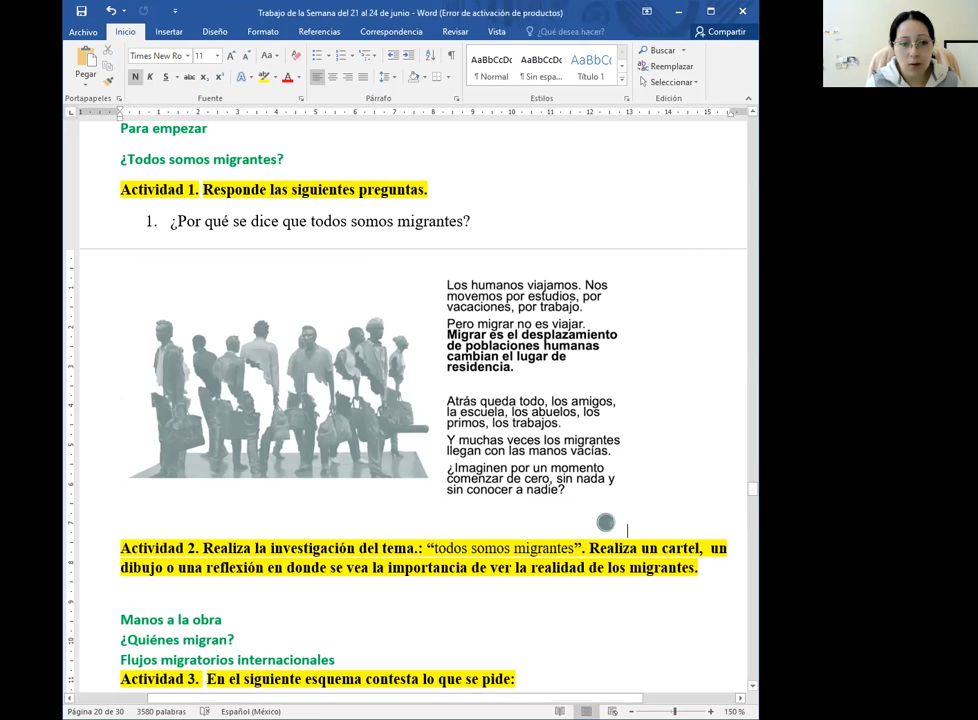 Trabajo de la Semana del 21 al 24 de junio - Word (Error de activación de productos)
Archivo Inicio Insertar Diseño Formato Referencias Correspondencia Revisar Vista ¿Qué desea hacer? Compartir
Pegar
Times New Ro 11
N K S abc x₂ x²
AaBbCcDc AaBbCcDc AaBbCc
¶ Normal ¶ Sin espa... Título 1
Buscar
Reemplazar
Seleccionar
Portapapeles Fuente Párrafo Estilos Edición
Para empezar
¿Todos somos migrantes?
Actividad 1. Responde las siguientes preguntas.
1. ¿Por qué se dice que todos somos migrantes?
Los humanos viajamos. Nos
movemos por estudios, por
vacaciones, por trabajo.
Pero migrar no es viajar.
Migrar es el desplazamiento
de poblaciones humanas
cambian el lugar de
residencia.
Atrás queda todo, los amigos,
la escuela, los abuelos, los
primos, los trabajos.
Y muchas veces los migrantes
llegan con las manos vacías.
¿Imaginen por un momento
comenzar de cero, sin nada y
sin conocer a nadie?
Actividad 2. Realiza la investigación del tema.: “todos somos migrantes”. Realiza un cartel, un
dibujo o una reflexión en donde se vea la importancia de ver la realidad de los migrantes.
Manos a la obra
¿Quiénes migran?
Flujos migratorios internacionales
Actividad 3. En el siguiente esquema contesta lo que se pide:
Página 20 de 30 3580 palabras Español (México) 150 %